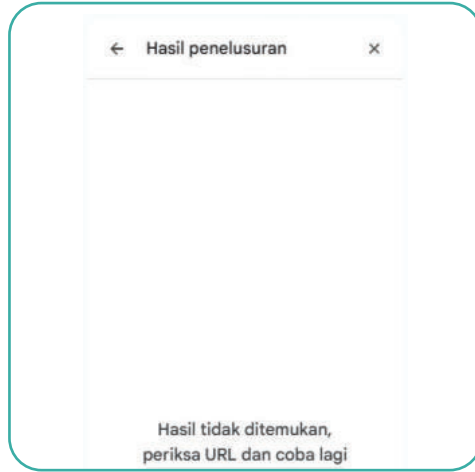 Hasil penelusuran
Hasil tidak ditemukan,
periksa URL dan coba lagi